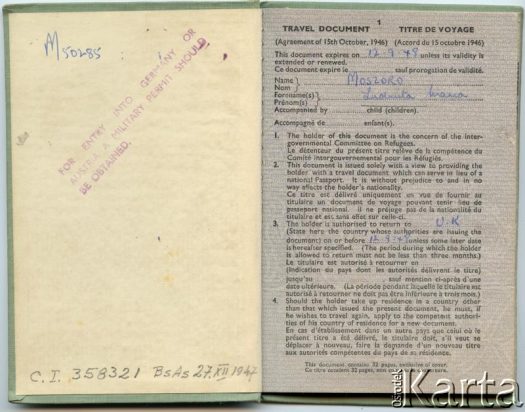 M 50285
FOR ENTRY INTO GERMANY OR
AUSTRIA A MILITARY PERMIT SHOULD
BE OBTAINED.
C.I. 358321 BsAs 27.XII 1947
1
TRAVEL DOCUMENT TITRE DE VOYAGE
(Agreement of 15th October, 1946) (Accord du 15 octobre 1946)
This document expires on 12-9-48 unless its validity is
extended or renewed.
Ce document expire le sauf prorogation de validité.
Name
Nom
MOSZORO
Forename(s)
Prénom(s)
Ludmila Maria
Accompanied by child (children).
Accompagné de enfant(s).
1. The holder of this document is the concern of the Inter-
governmental Committee on Refugees.
Le détenteur du présent titre relève de la compétence du
Comité Intergouvernemental pour les Réfugiés.
2. This document is issued solely with a view to providing the
holder with a travel document which can serve in lieu of a
national Passport. It is without prejudice to and in no
way effects the holder's nationality.
Ce titre est délivré uniquement en vue de fournir au
titulaire un document de voyage pouvant tenir lieu de
passeport national. Il ne préjuge pas de la nationalité du
titulaire et est sans effet sur celle-ci.
3. The holder is authorised to return to U.K
(State here the country whose authorities are issuing the
document) on or before 12-9-48 unless some later date
is hereafter specified. (The period during which the holder
is allowed to return must not be less than three months.)
Le titulaire est autorisé à retourner en
(Indication du pays dont les autorités délivrent le titre)
jusqu'au sauf mention ci-après d'une
date ultérieure. (La période pendant laquelle le titulaire est
autorisé à retourner ne doit pas être inférieure à trois mois.)
4. Should the holder take up residence in a country other
than that which issued the present document, he must, if
he wishes to travel again, apply to the competent authori-
ties of his country of residence for a new document.
En cas d'établissement dans un autre pays que celui où le
présent titre a été délivré, le titulaire doit, s'il veut se
déplacer à nouveau, faire la demande d'un nouveau titre
aux autorités compétentes du pays de sa résidence.
This document contains 32 pages, exclusive of cover.
Ce titre contient 32 pages, non compris la couverture.
Ośrodek
Karta